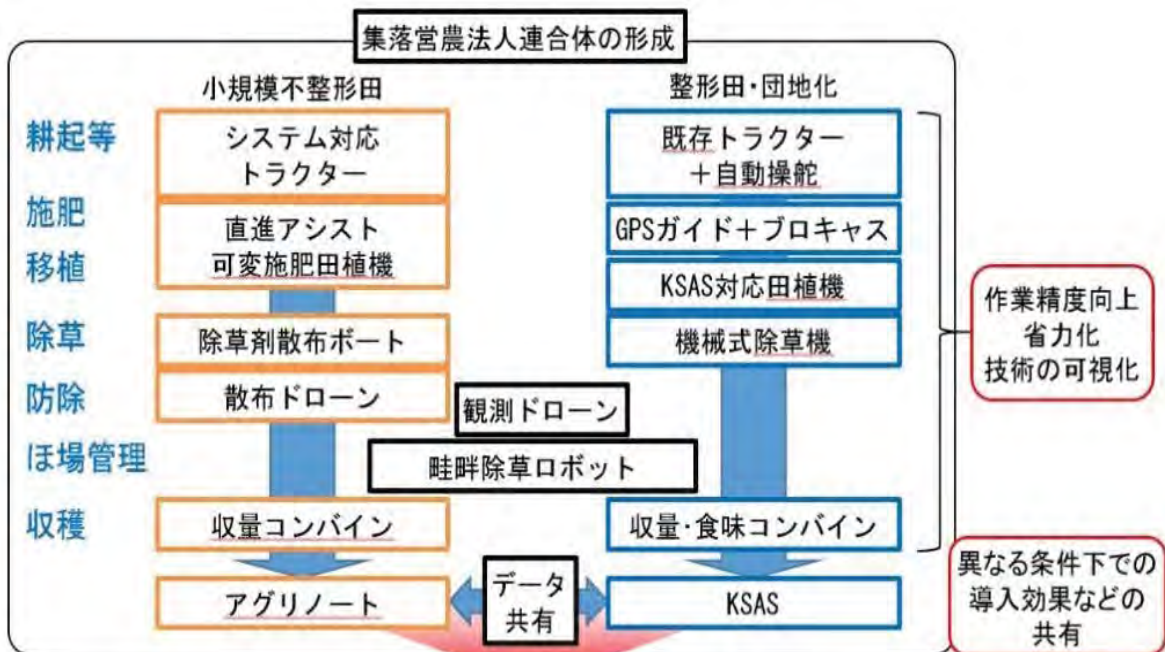 集落営農法人連合体の形成
小規模不整形田
整形田・団地化
耕起等
システム対応
トラクター
既存トラクター
+自動操舵
施肥
移植
直進アシスト
可変施肥田植機
GPSガイド+ブロキャス
KSAS対応田植機
除草
除草剤散布ボート
機械式除草機
防除
散布ドローン
観測ドローン
ほ場管理
畦畔除草ロボット
収穫
収量コンバイン
収量・食味コンバイン
アグリノート
データ
共有
KSAS
作業精度向上
省力化
技術の可視化
異なる条件下での
導入効果などの
共有